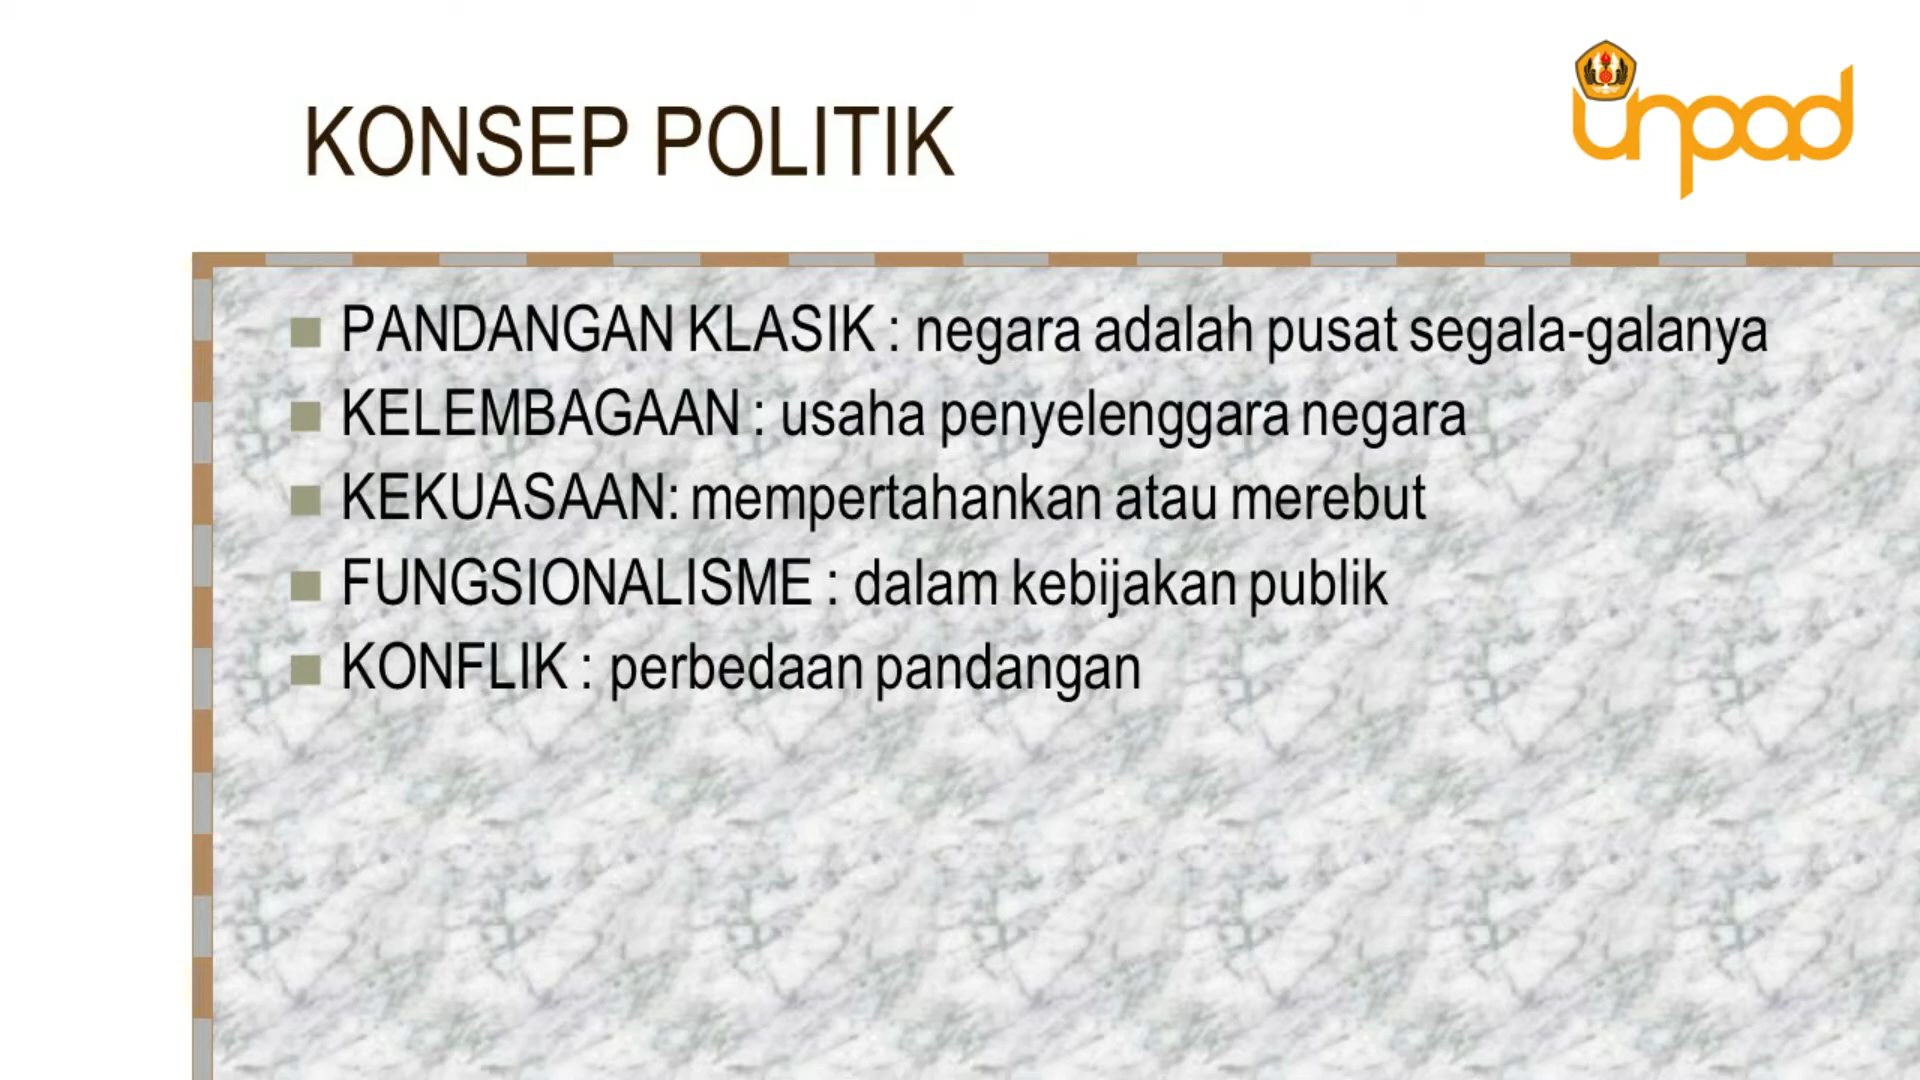 unpad
KONSEP POLITIK
PANDANGAN KLASIK : negara adalah pusat segala-galanya
KELEMBAGAAN : usaha penyelenggara negara
KEKUASAAN: mempertahankan atau merebut
FUNGSIONALISME : dalam kebijakan publik
KONFLIK : perbedaan pandangan